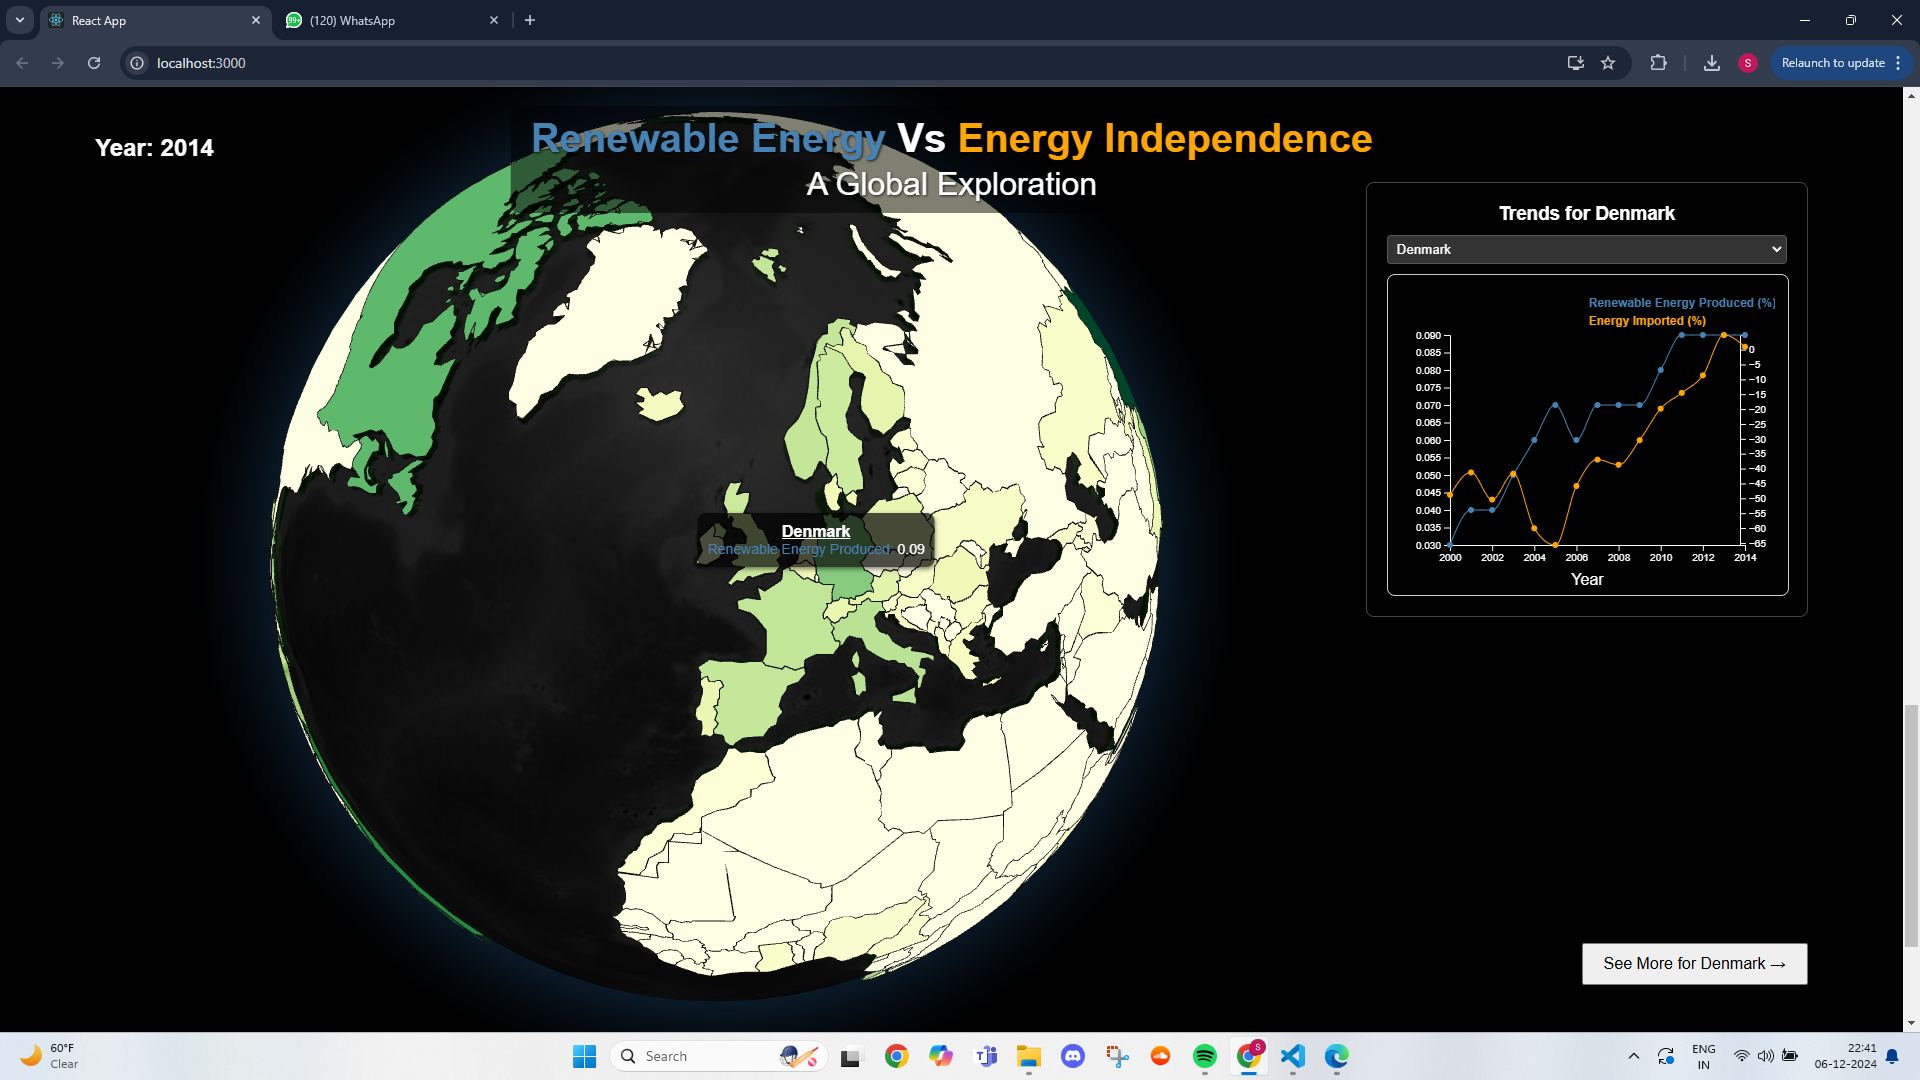 React App
(120) WhatsApp
localhost:3000
Relaunch to update
S
Year: 2014
Renewable Energy Vs Energy Independence
A Global Exploration
Trends for Denmark
Denmark
Renewable Energy Produced (%)
Energy Imported (%)
0.090
0.085
0.080
0.075
0.070
0.065
0.060
0.055
0.050
0.045
0.040
0.035
0.030
0
−5
−10
−15
−20
−25
−30
−35
−40
−45
−50
−55
−60
−65
2000 2002 2004 2006 2008 2010 2012 2014
Year
Denmark
Renewable Energy Produced: 0.09
See More for Denmark →
60°F
Clear
Search
S
ENG
IN
22:41
06-12-2024